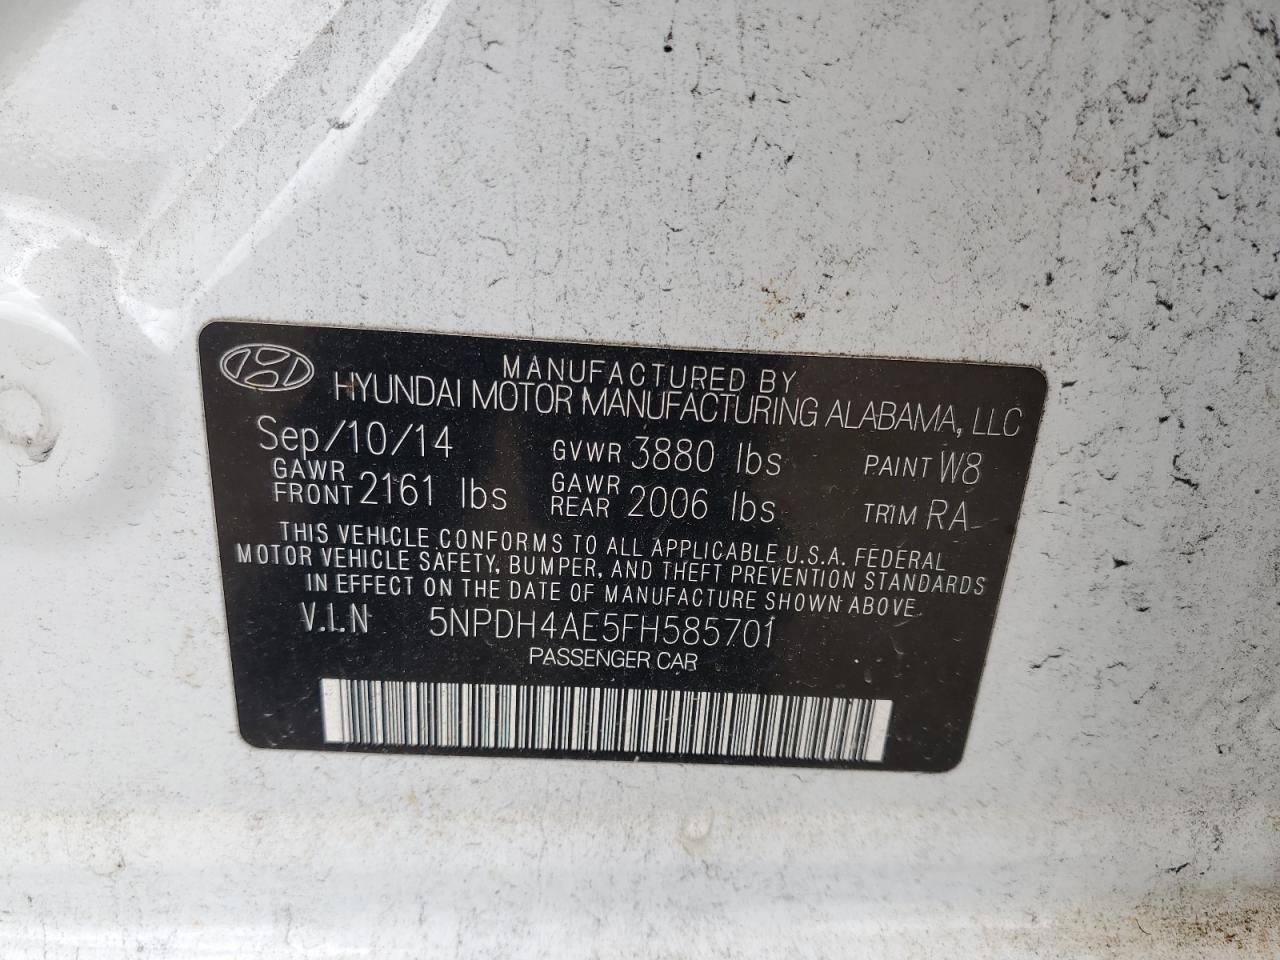 MANUFACTURED BY
HYUNDAI MOTOR MANUFACTURING ALABAMA, LLC
Sep/10/14 GVWR 3880 lbs PAINT W8
GAWR FRONT 2161 lbs GAWR REAR 2006 lbs TRIM RA
THIS VEHICLE CONFORMS TO ALL APPLICABLE U.S.A. FEDERAL
MOTOR VEHICLE SAFETY, BUMPER, AND THEFT PREVENTION STANDARDS
IN EFFECT ON THE DATE OF MANUFACTURE SHOWN ABOVE.
V.I.N 5NPDH4AE5FH585701
PASSENGER CAR